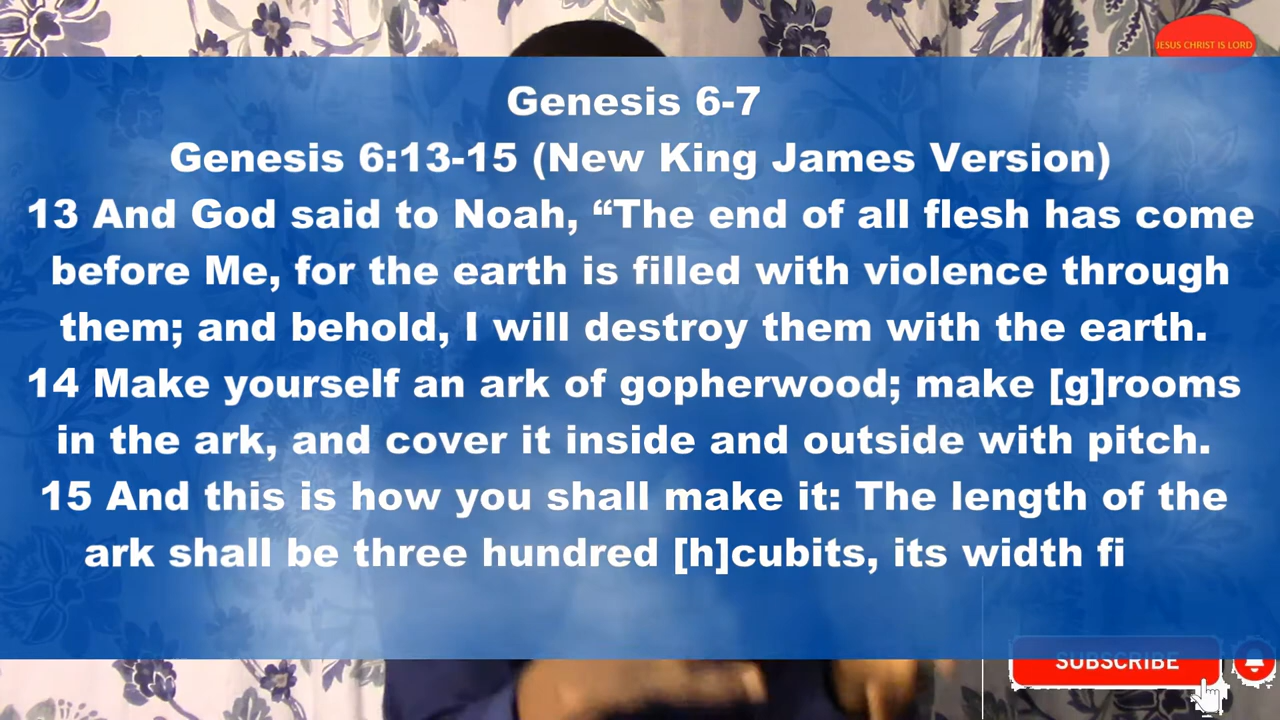 JESUS CHRIST IS LORD
Genesis 6-7
Genesis 6:13-15 (New King James Version)
13 And God said to Noah, “The end of all flesh has come
before Me, for the earth is filled with violence through
them; and behold, I will destroy them with the earth.
14 Make yourself an ark of gopherwood; make [g]rooms
in the ark, and cover it inside and outside with pitch.
15 And this is how you shall make it: The length of the
ark shall be three hundred [h]cubits, its width fi
SUBSCRIBE